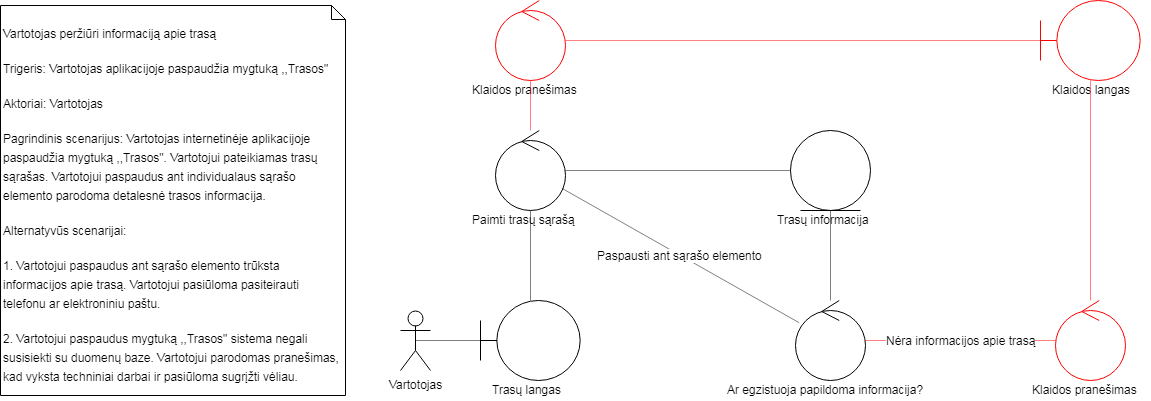 Vartotojas peržiūri informaciją apie trasą
Trigeris: Vartotojas aplikacijoje paspaudžia mygtuką ,,Trasos"
Aktoriai: Vartotojas
Pagrindinis scenarijus: Vartotojas internetinėje aplikacijoje
paspaudžia mygtuką ,,Trasos". Vartotojui pateikiamas trasų
sąrašas. Vartotojui paspaudus ant individualaus sąrašo
elemento parodoma detalesnė trasos informacija.
Alternatyvūs scenarijai:
1. Vartotojui paspaudus ant sąrašo elemento trūksta
informacijos apie trasą. Vartotojui pasiūloma pasiteirauti
telefonu ar elektroniniu paštu.
2. Vartotojui paspaudus mygtuką ,,Trasos" sistema negali
susisiekti su duomenų baze. Vartotojui parodomas pranešimas,
kad vyksta techniniai darbai ir pasiūloma sugrįžti vėliau.
Klaidos pranešimas
Klaidos langas
Paimti trasų sąrašą
Trasų informacija
Paspausti ant sąrašo elemento
Nėra informacijos apie trasą
Vartotojas
Trasų langas
Ar egzistuoja papildoma informacija?
Klaidos pranešimas